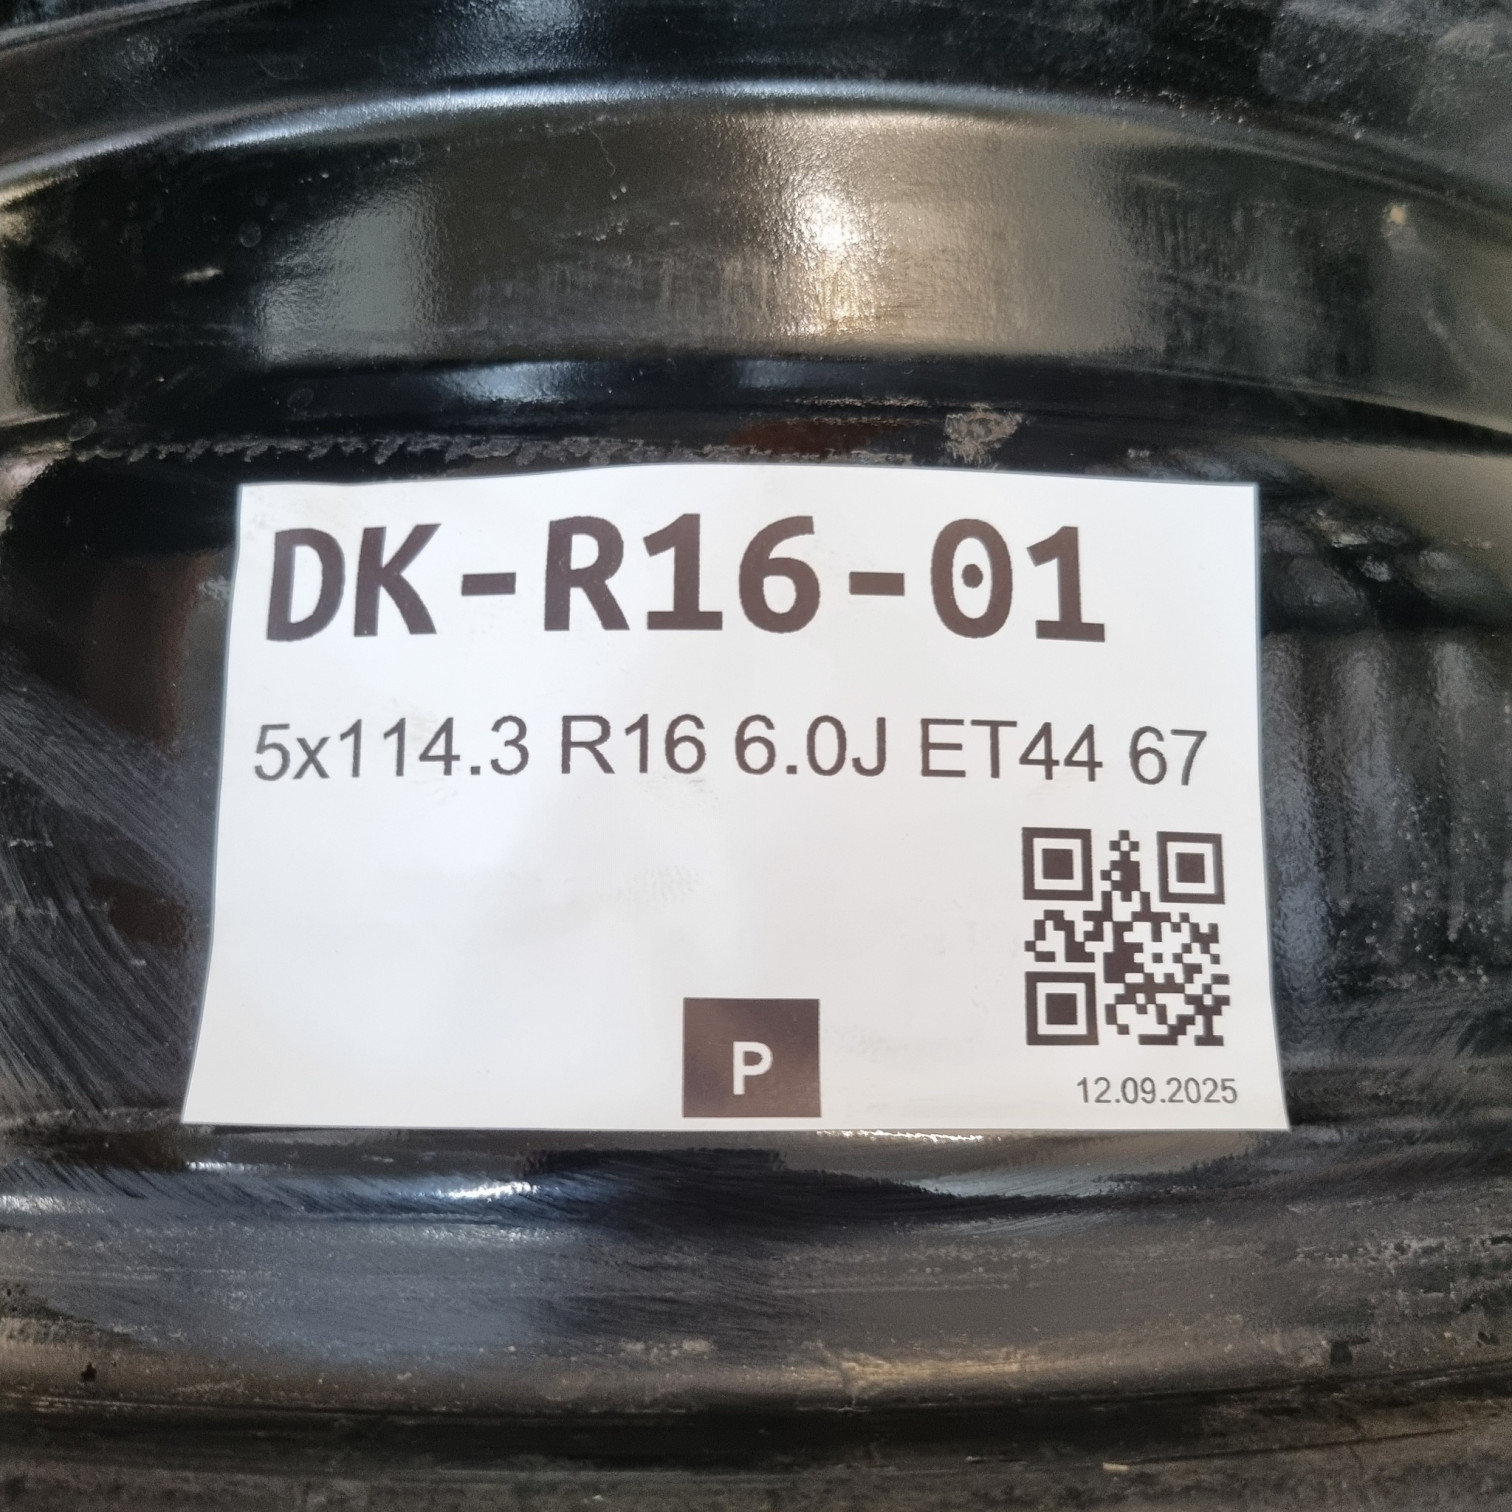 DK-R16-01
5x114.3 R16 6.0J ET44 67
P
12.09.2025